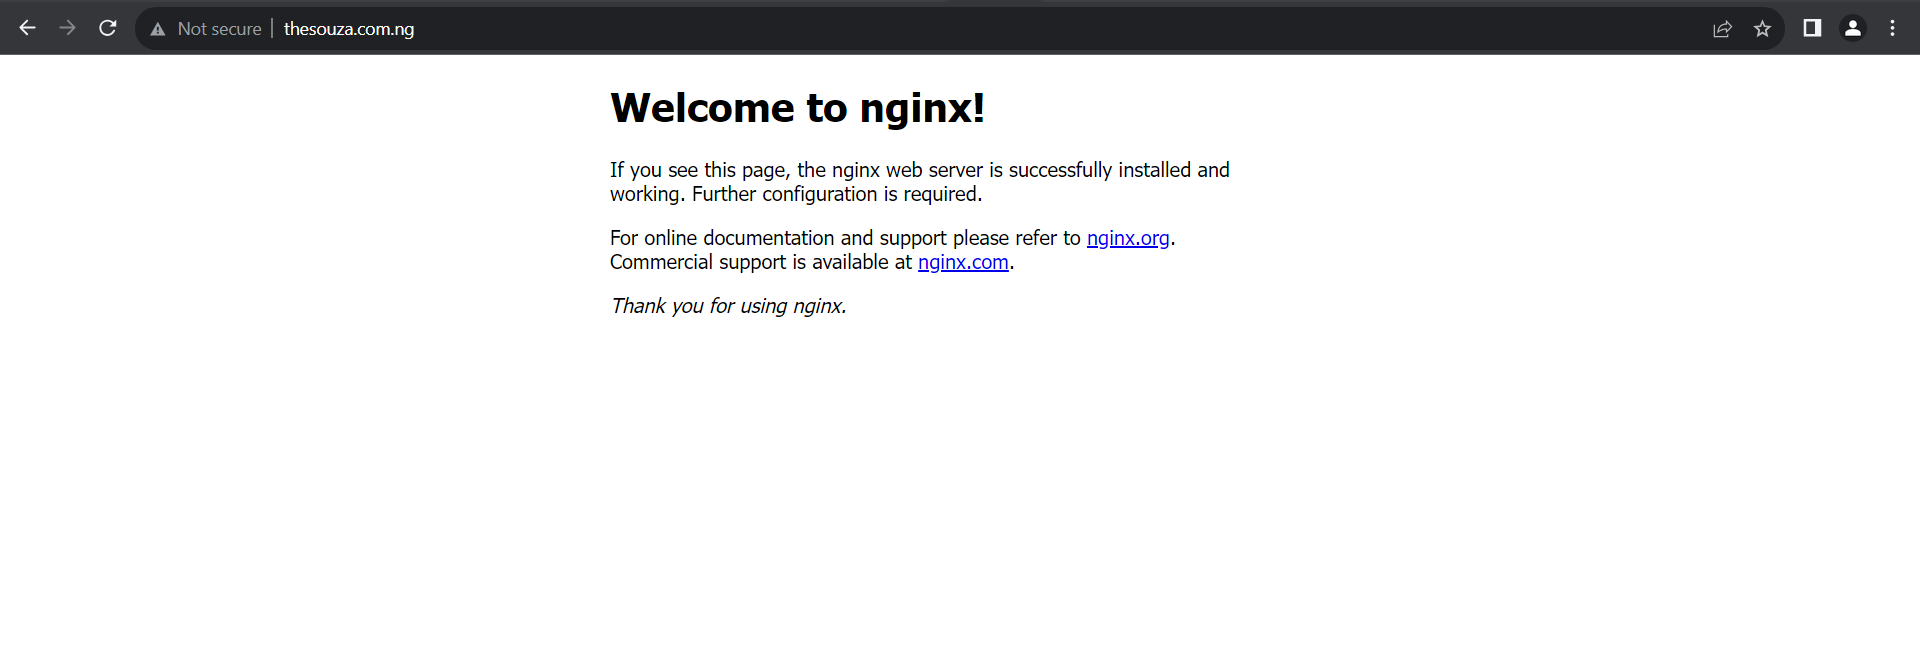 Not secure | thesouza.com.ng
Welcome to nginx!
If you see this page, the nginx web server is successfully installed and
working. Further configuration is required.
For online documentation and support please refer to nginx.org.
Commercial support is available at nginx.com.
Thank you for using nginx.